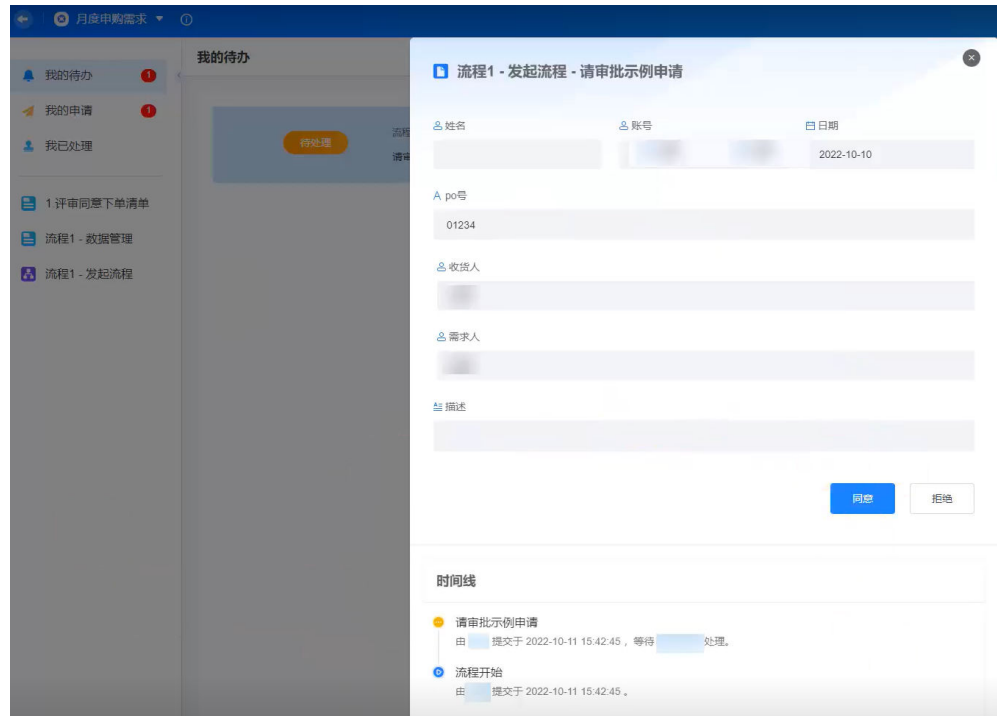 月度申购需求
我的待办 1
我的申请 1
我已处理
1.评审同意下单清单
流程1 - 数据管理
流程1 - 发起流程
我的待办
待处理
流程
请审
流程1 - 发起流程 - 请审批示例申请
姓名 账号 日期
2022-10-10
A po号
01234
收货人
需求人
描述
同意 拒绝
时间线
请审批示例申请
由 提交于 2022-10-11 15:42:45 ，等待 处理。
流程开始
由 提交于 2022-10-11 15:42:45 。